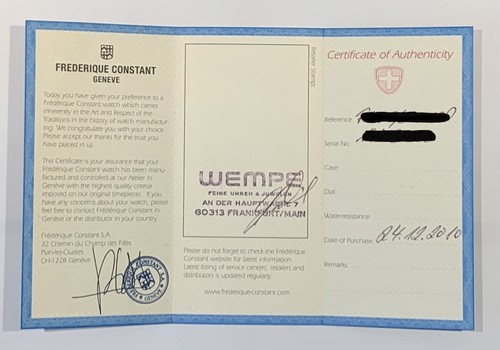 FREDERIQUE CONSTANT
GENEVE
Today you have given your preference to a
Frédérique Constant watch which carries
inherently in the Art and Respect of the
Traditions in the history of watch manufactur-
ing. We congratulate you with your choice.
Please accept our thanks for the trust you
have placed in us.
This Certificate is your assurance that your
Frédérique Constant watch has been manu-
factured and controlled at our Atelier in
Genève with the highest quality criteria
imposed on our original timepieces. If you
have any concerns about your watch, please
feel free to contact Frédérique Constant in
Genève or the distributor in your country.
Frédérique Constant S.A.
32 Chemin du Champ des Filles
Plan-les-Ouates
CH-1228 Genève
Retailer Stamp:
WEMPE
FEINE UHREN & JUWELEN
AN DER HAUPTWACHE 7
60313 FRANKFURT/MAIN
Please do not forget to check the Frédérique
Constant website for latest information.
Latest listing of service centers, retailers and
distributors a updated regularly.
www.frederique-constant.com
Certificate of Authenticity
Reference:
Serial No.:
Case:
Dial:
Water-resistance:
Date of Purchase: 24.12.2010
Remarks: